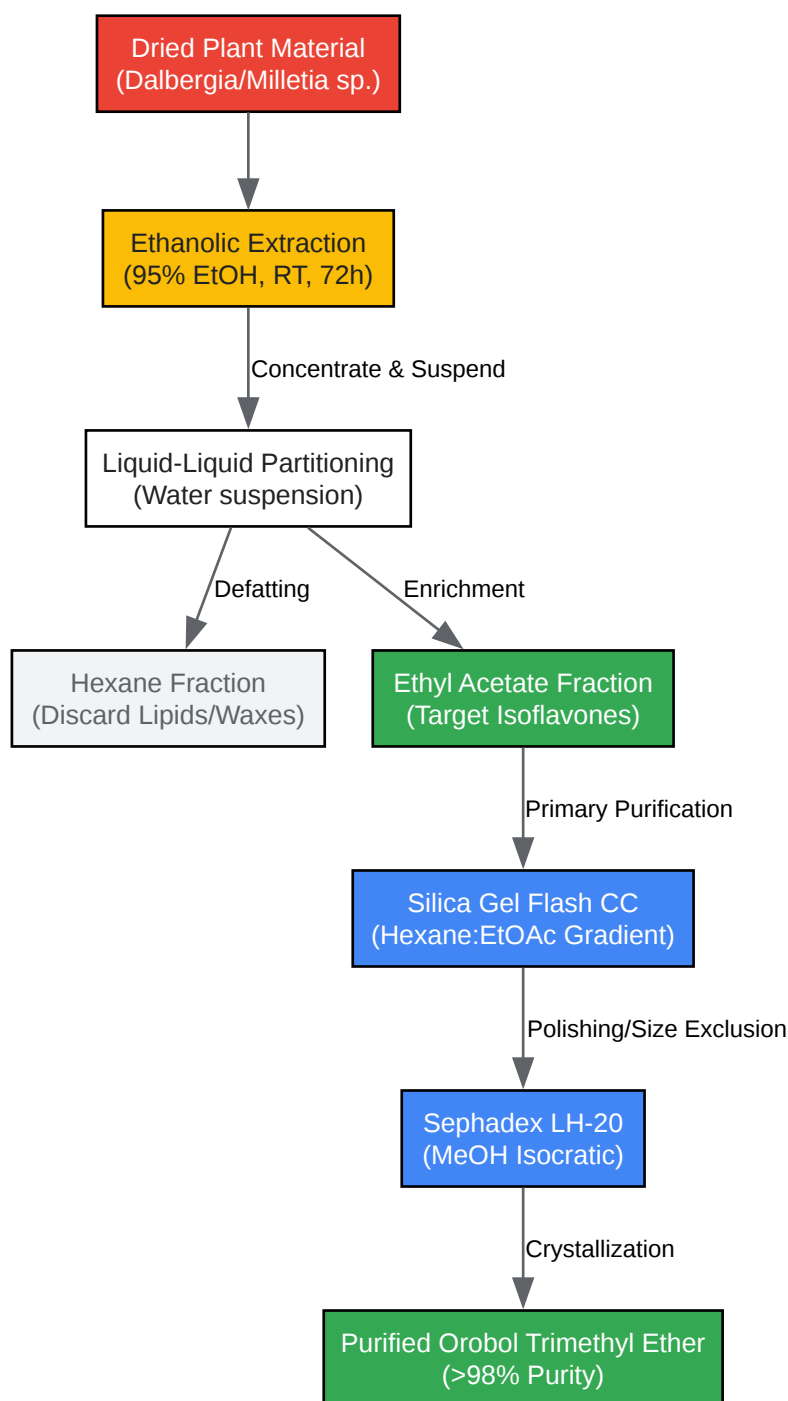 Dried Plant Material
(Dalbergia/Milletia sp.)
Ethanolic Extraction
(95% EtOH, RT, 72h)
Concentrate & Suspend
Liquid-Liquid Partitioning
(Water suspension)
Defatting
Enrichment
Hexane Fraction
(Discard Lipids/Waxes)
Ethyl Acetate Fraction
(Target Isoflavones)
Primary Purification
Silica Gel Flash CC
(Hexane:EtOAc Gradient)
Polishing/Size Exclusion
Sephadex LH-20
(MeOH Isocratic)
Crystallization
Purified Orobol Trimethyl Ether
(>98% Purity)